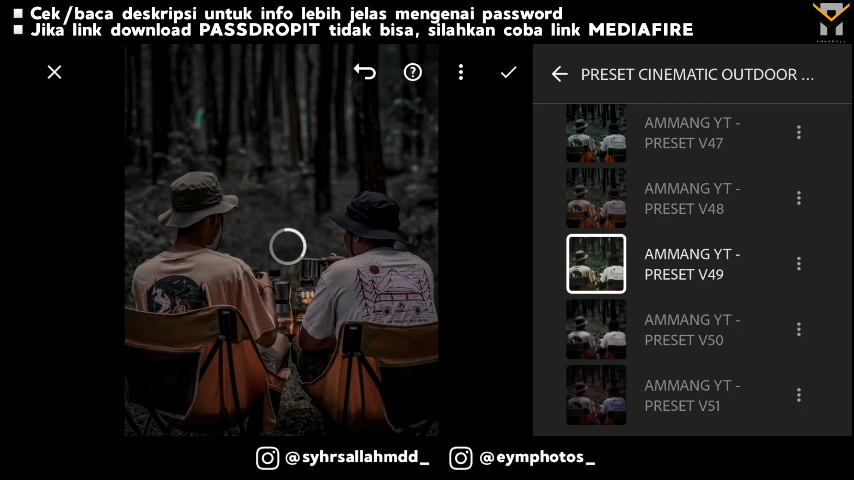 Cek/baca deskripsi untuk info lebih jelas mengenai password
Jika link download PASSDROPIT tidak bisa, silahkan coba link MEDIAFIRE
PRESET CINEMATIC OUTDOOR ...
AMMANG YT -
PRESET V47
AMMANG YT -
PRESET V48
AMMANG YT -
PRESET V49
AMMANG YT -
PRESET V50
AMMANG YT -
PRESET V51
@syhrsallahmdd_ @eymphotos_